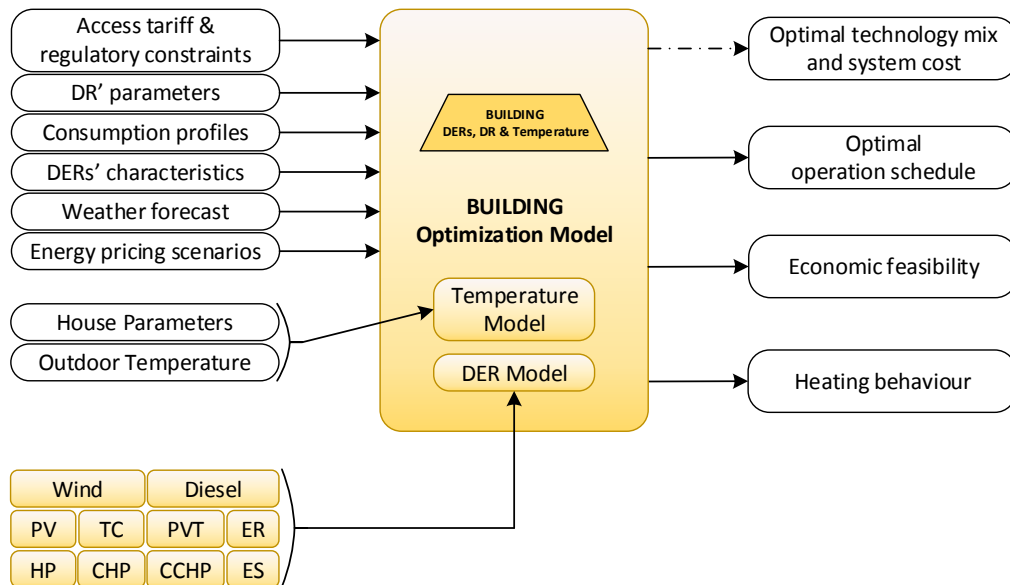 Access tariff &
regulatory constraints
DR' parameters
Consumption profiles
DERs' characteristics
Weather forecast
Energy pricing scenarios
House Parameters
Outdoor Temperature
Wind
Diesel
PV
TC
PVT
ER
HP
CHP
CCHP
ES
BUILDING
DERs, DR & Temperature
BUILDING
Optimization Model
Temperature
Model
DER Model
Optimal technology mix
and system cost
Optimal
operation schedule
Economic feasibility
Heating behaviour